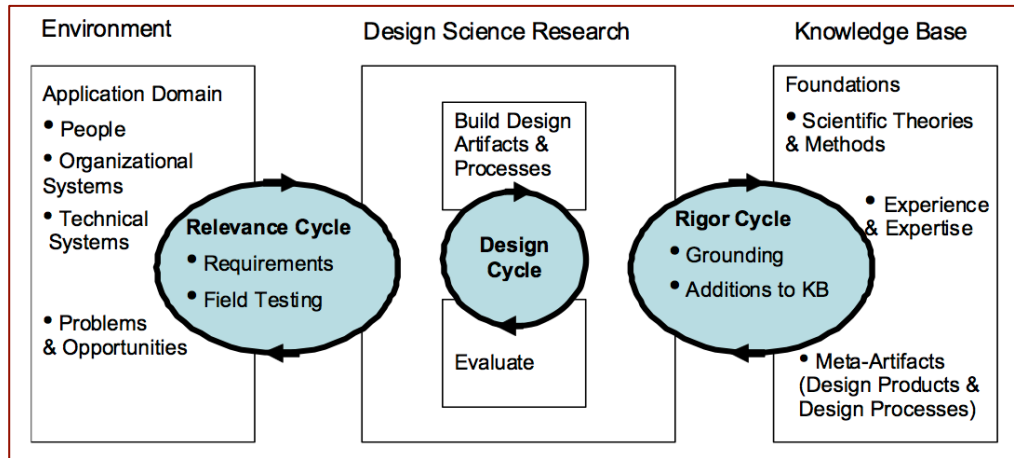 Environment
Design Science Research
Knowledge Base
Application Domain
• People
• Organizational
Systems
• Technical
Systems
• Problems
& Opportunities
Relevance Cycle
• Requirements
• Field Testing
Build Design
Artifacts &
Processes
Design
Cycle
Evaluate
Rigor Cycle
• Grounding
• Additions to KB
Foundations
• Scientific Theories
& Methods
• Experience
& Expertise
• Meta-Artifacts
(Design Products &
Design Processes)